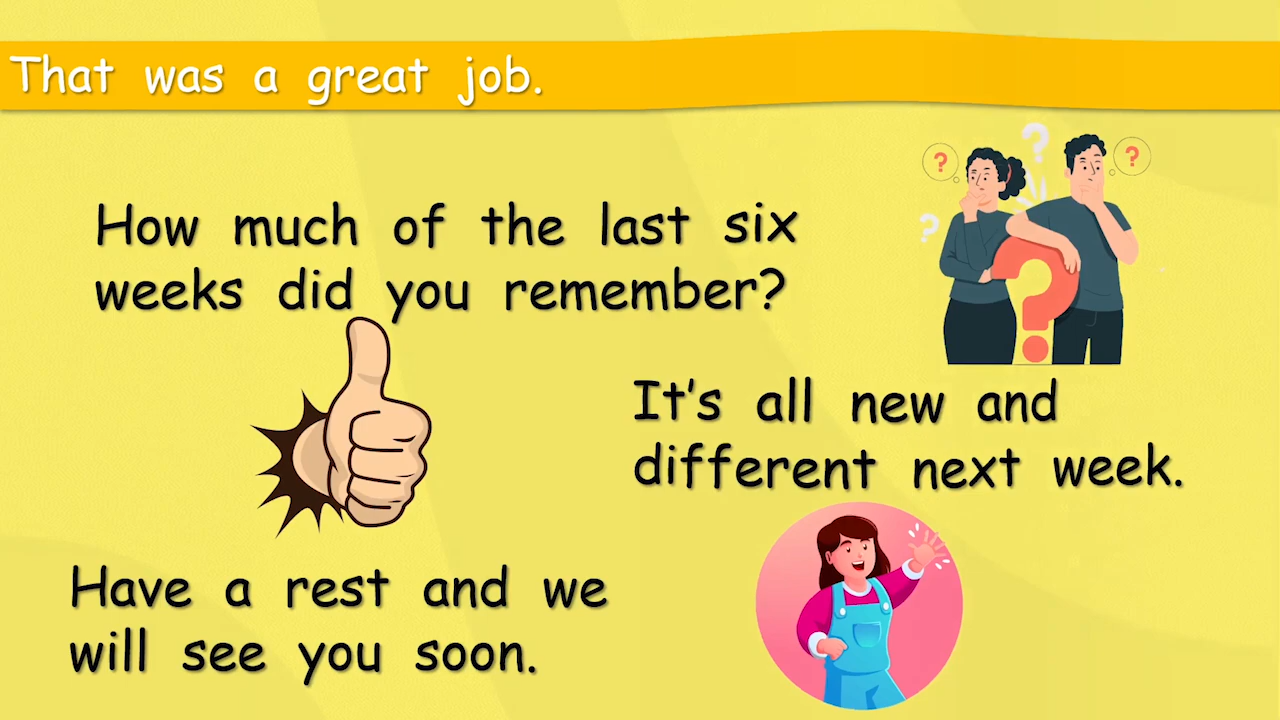 That was a great job.
How much of the last six
weeks did you remember?
It's all new and
different next week.
Have a rest and we
will see you soon.